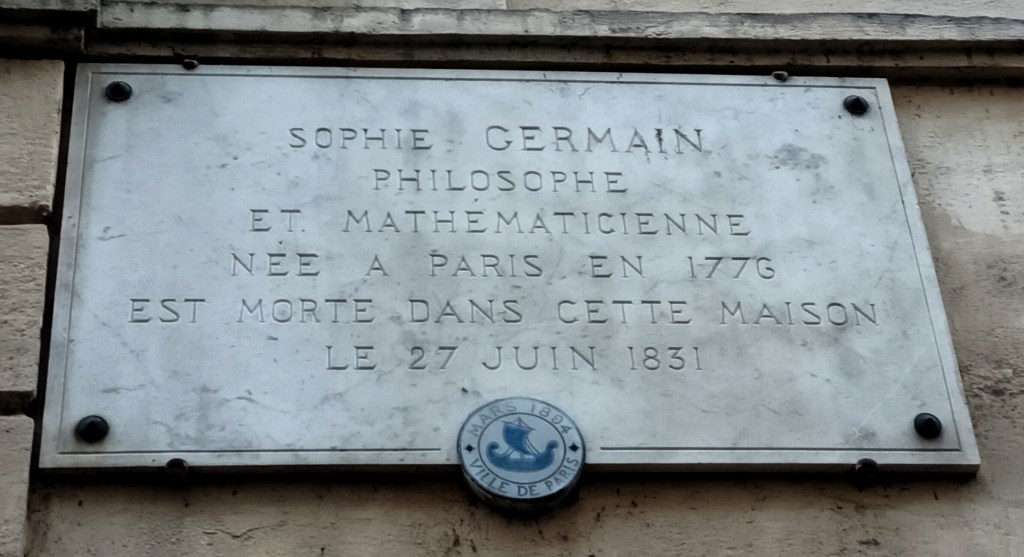 SOPHIE GERMAIN
PHILOSOPHE
ET MATHÉMATICIENNE
NÉE A PARIS EN 1776
EST MORTE DANS CETTE MAISON
LE 27 JUIN 1831
MARS 1894
VILLE DE PARIS